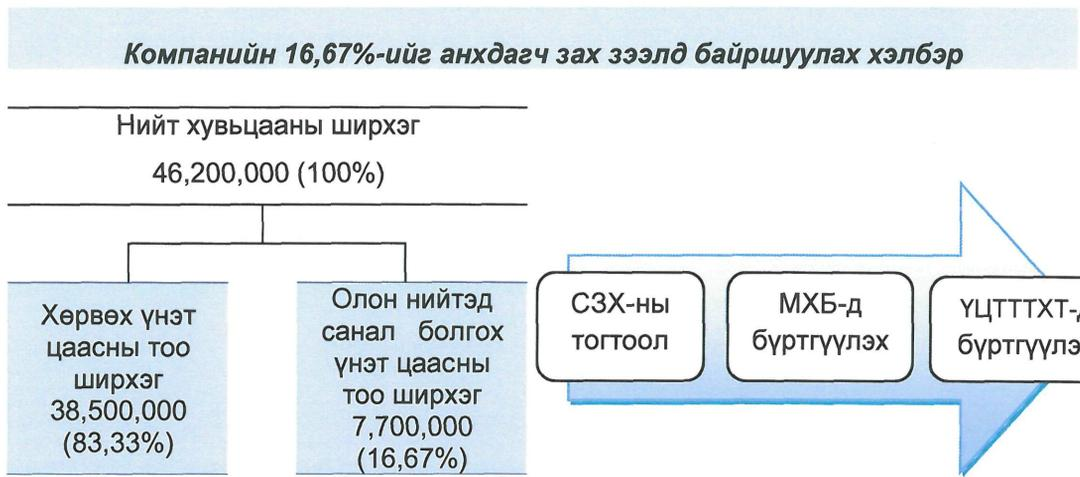 Компанийн 16,67%-ийг анхдагч зах зээлд байршуулах хэлбэр
Нийт хувьцааны ширхэг
46,200,000 (100%)
Хөрвөх үнэт
цаасны тоо
ширхэг
38,500,000
(83,33%)
Олон нийтэд
санал болгох
үнэт цаасны
тоо ширхэг
7,700,000
(16,67%)
СЗХ-ны
тогтоол
МХБ-д
бүртгүүлэх